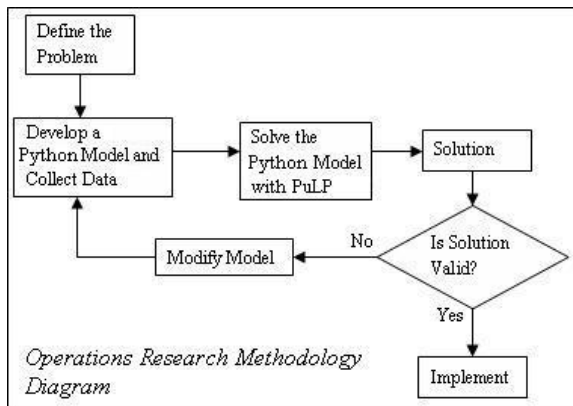 Define the
Problem
Develop a
Python Model and
Collect Data
Solve the
Python Model
with PuLP
Solution
Is Solution
Valid?
No
Modify Model
Yes
Implement
Operations Research Methodology
Diagram